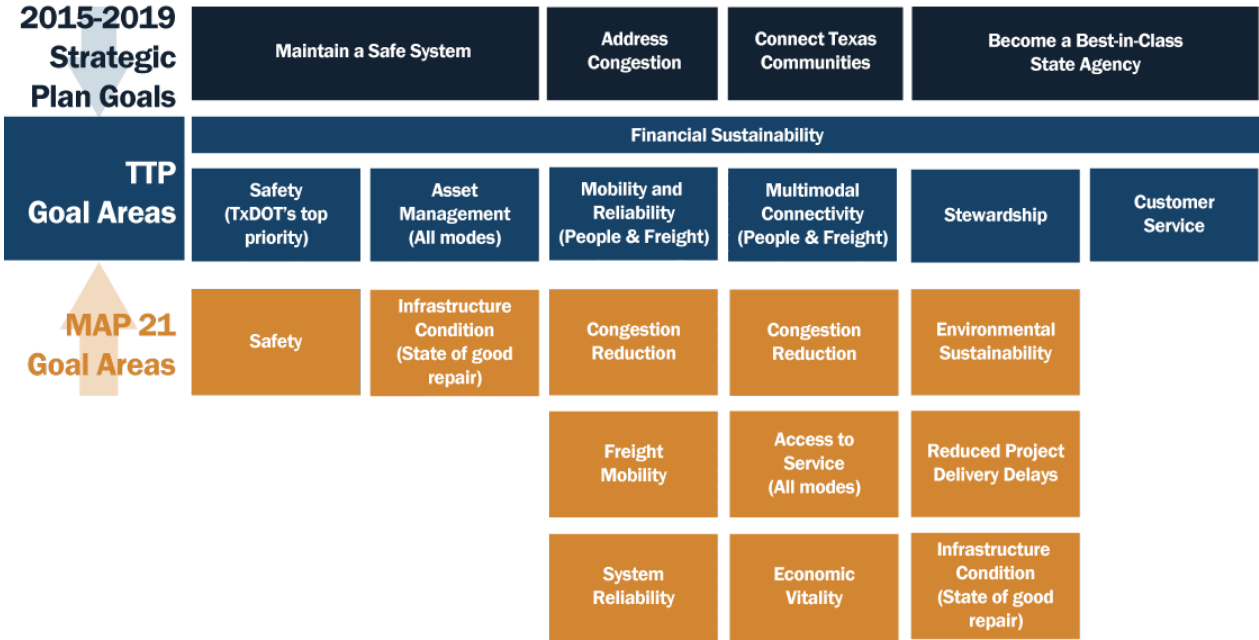 2015-2019
Strategic
Plan Goals
Maintain a Safe System
Address
Congestion
Connect Texas
Communities
Become a Best-in-Class
State Agency
TTP
Goal Areas
Financial Sustainability
Safety
(TxDOT's top
priority)
Asset
Management
(All modes)
Mobility and
Reliability
(People & Freight)
Multimodal
Connectivity
(People & Freight)
Stewardship
Customer
Service
MAP 21
Goal Areas
Safety
Infrastructure
Condition
(State of good
repair)
Congestion
Reduction
Congestion
Reduction
Environmental
Sustainability
Freight
Mobility
Access to
Service
(All modes)
Reduced Project
Delivery Delays
System
Reliability
Economic
Vitality
Infrastructure
Condition
(State of good
repair)